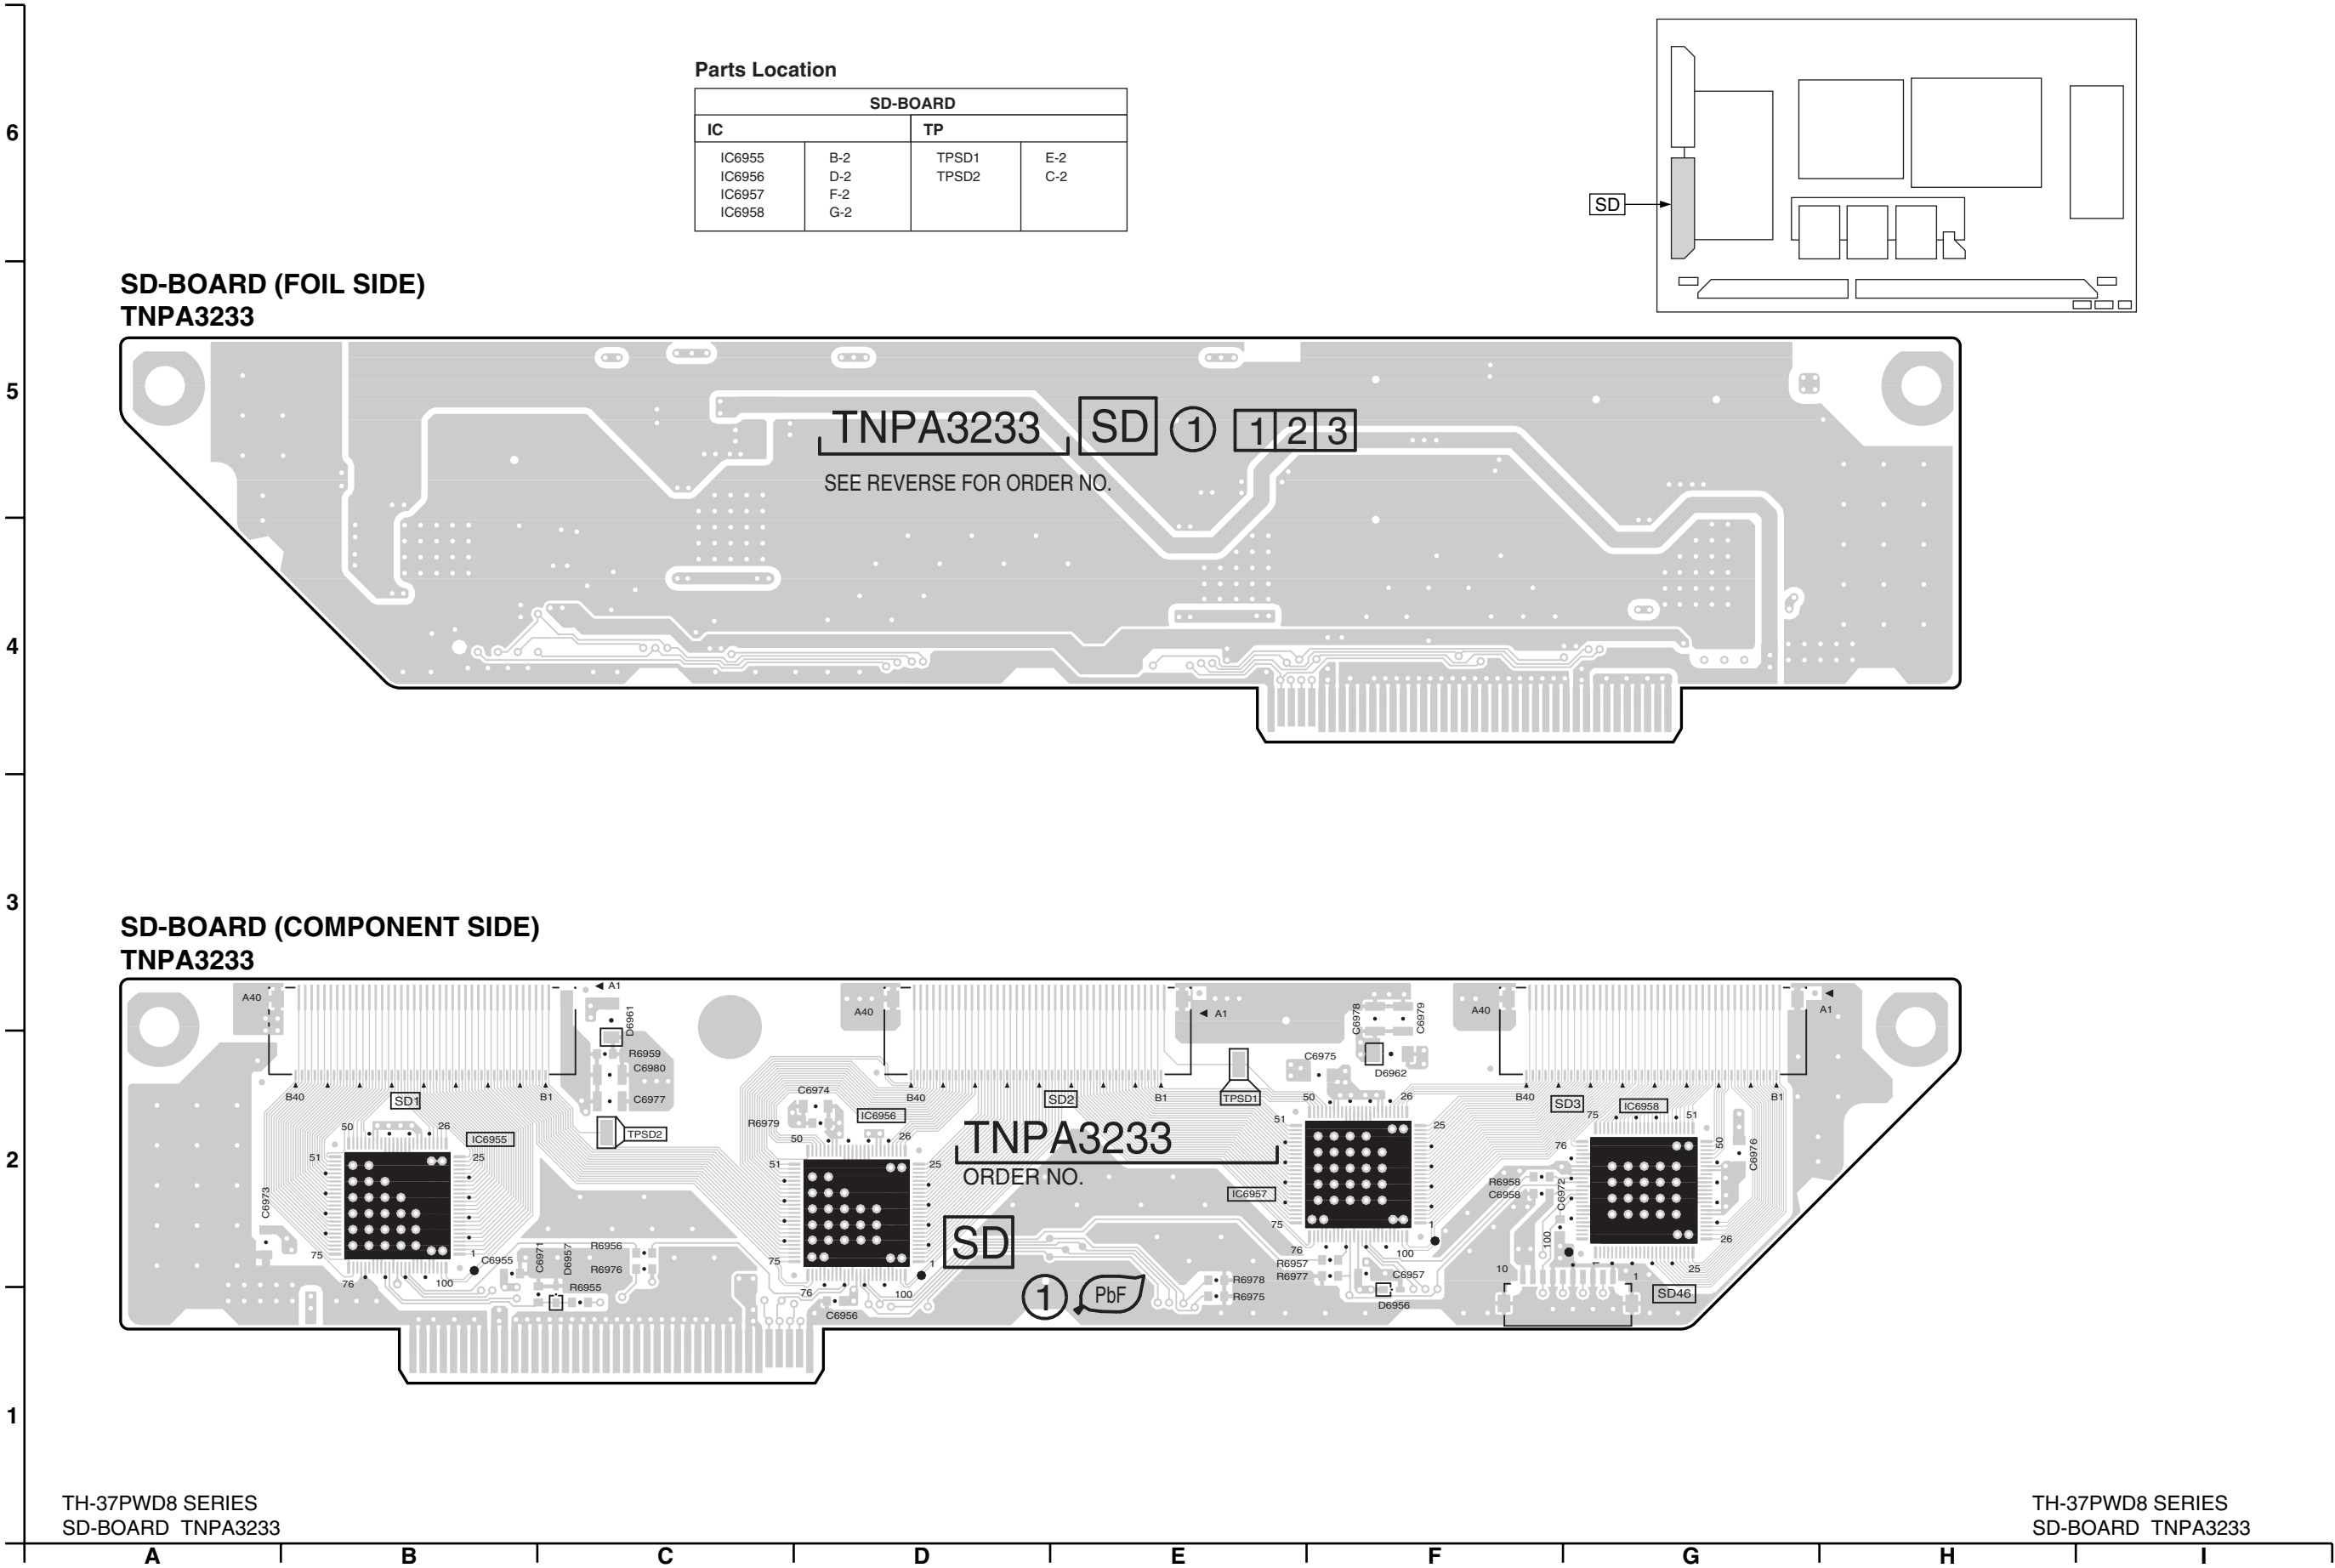 Parts Location
SD-BOARD
IC TP
IC6955 B-2 TPSD1 E-2
IC6956 D-2 TPSD2 C-2
IC6957 F-2
IC6958 G-2
SD
6
SD-BOARD (FOIL SIDE)
TNPA3233
5
TNPA3233 SD 1 1 2 3
SEE REVERSE FOR ORDER NO.
4
3
SD-BOARD (COMPONENT SIDE)
TNPA3233
A40 A1 A40 A1 A40 A1
D6961 C6978 C6979
R6959 C6980 C6977
C6975 D6962
B40 SD1 B1 C6974 B40 SD2 B1 TPSD1 B40 SD3 B1
50 26 IC6955 TPSD2 R6979 IC6956 50 26 50 26 75 IC6958 51
51 25 51 25 51 25 76 50
2
TNPA3233
ORDER NO.
C6973 IC6957 R6958 C6958 C6972 C6976
SD
75 1 75 1 75 1 100 26
76 100 76 100 76 100 1 25
C6955 C6971 D6957 R6956 R6976 R6955
C6956
1 PbF
R6978 R6975
R6957 R6977 C6957 D6956
10 1 SD46
1
TH-37PWD8 SERIES
SD-BOARD TNPA3233
TH-37PWD8 SERIES
SD-BOARD TNPA3233
A B C D E F G H I